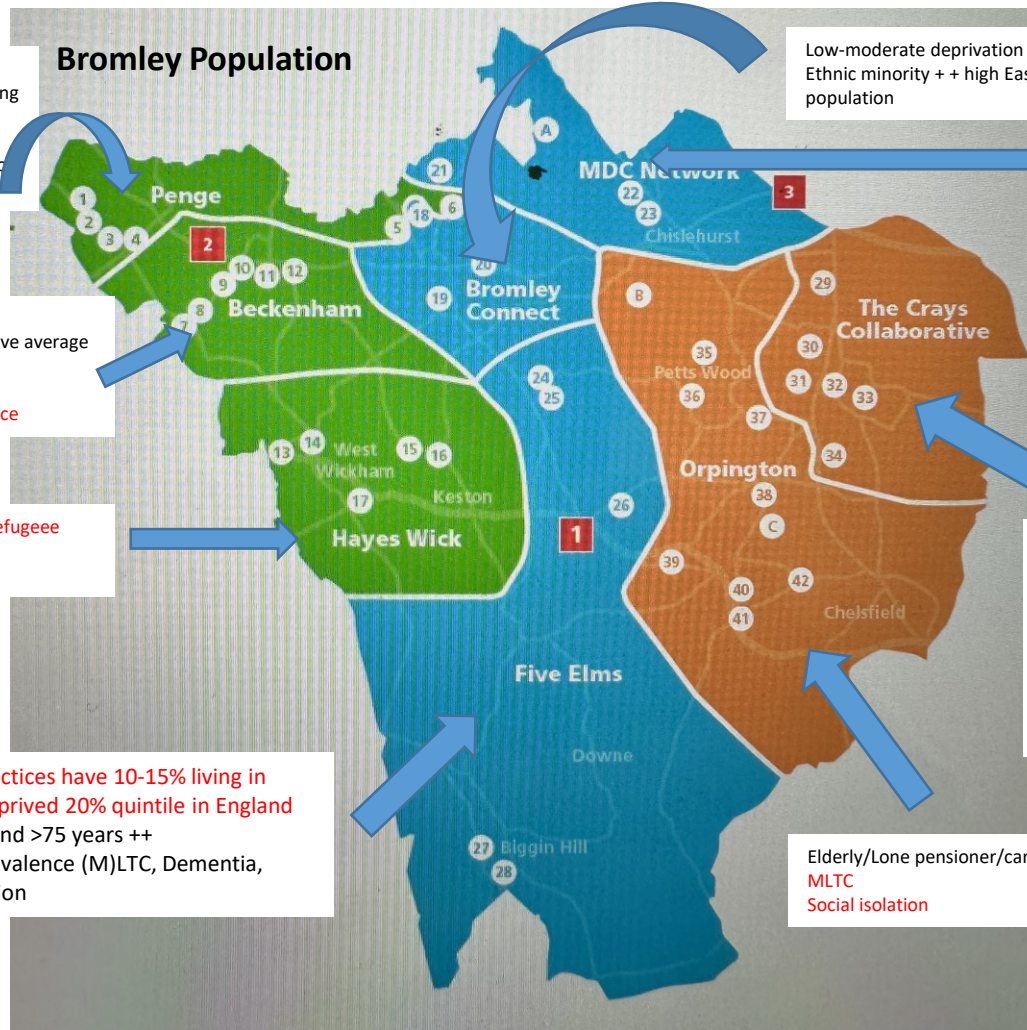 Bromley Population
ing
Low-moderate deprivation
Ethnic minority + + high Eas
population
A
21
MDC Network
22
23
3
Chislehurst
1
Penge
2
3
4
2
5
18
6
9
10
11
12
8
7
Beckenham
20
19
Bromley
Connect
ve average
ce
B
29
The Crays
Collaborative
35
30
Petts Wood
31
32
33
36
37
24
25
34
13
14
West
Wickham
15
16
17
Keston
Hayes Wick
Orpington
38
C
26
1
39
40
42
41
Chelsfield
efugeee
Five Elms
Downe
ctices have 10-15% living in
prived 20% quintile in England
nd >75 years ++
valence (M)LTC, Dementia,
ion
27
Biggin Hill
28
Elderly/Lone pensioner/car
MLTC
Social isolation